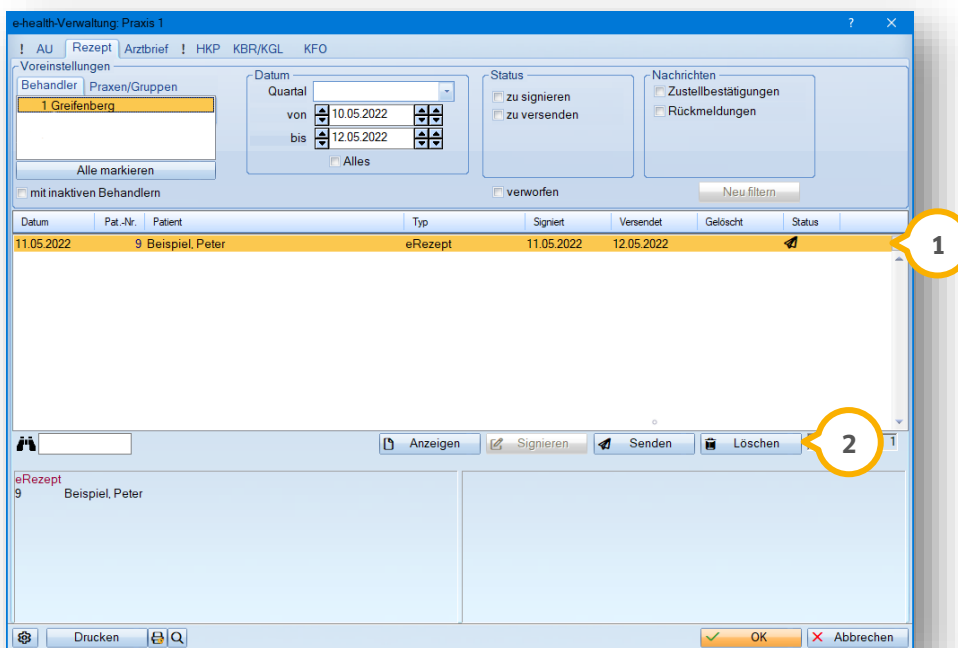 e-health-Verwaltung: Praxis 1 ?
! AU Rezept Arztbrief ! HKP KBR/KGL KFO
Voreinstellungen
Behandler Praxen/Gruppen
1 Greifenberg
Alle markieren
mit inaktiven Behandlern
Datum
Quartal
von 10.05.2022
bis 12.05.2022
Alles
Status
zu signieren
zu versenden
verworfen
Nachrichten
Zustellbestätigungen
Rückmeldungen
Neu filtern
Datum Pat.-Nr. Patient Typ Signiert Versendet Gelöscht Status
11.05.2022 9 Beispiel, Peter eRezept 11.05.2022 12.05.2022
1
Anzeigen Signieren Senden Löschen 2 1
eRezept
9 Beispiel, Peter
Drucken OK Abbrechen